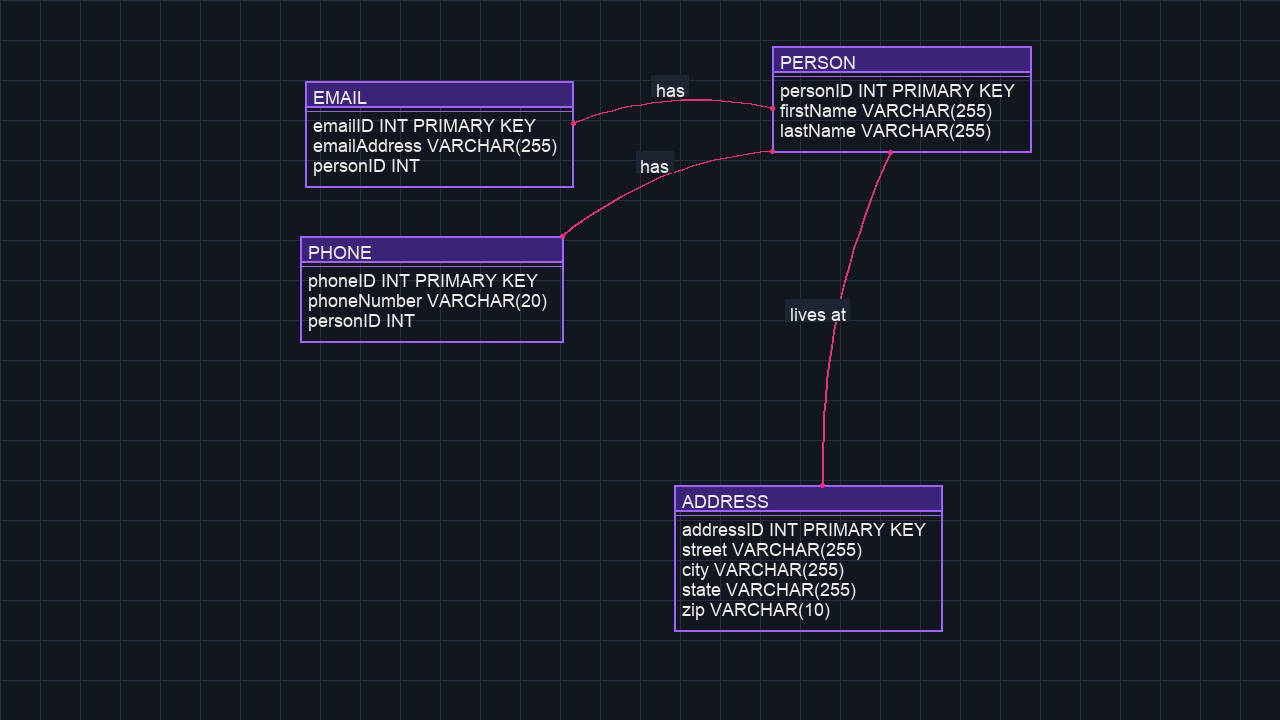 PERSON
personID INT PRIMARY KEY
firstName VARCHAR(255)
lastName VARCHAR(255)
has
EMAIL
emailID INT PRIMARY KEY
emailAddress VARCHAR(255)
personID INT
has
PHONE
phoneID INT PRIMARY KEY
phoneNumber VARCHAR(20)
personID INT
lives at
ADDRESS
addressID INT PRIMARY KEY
street VARCHAR(255)
city VARCHAR(255)
state VARCHAR(255)
zip VARCHAR(10)